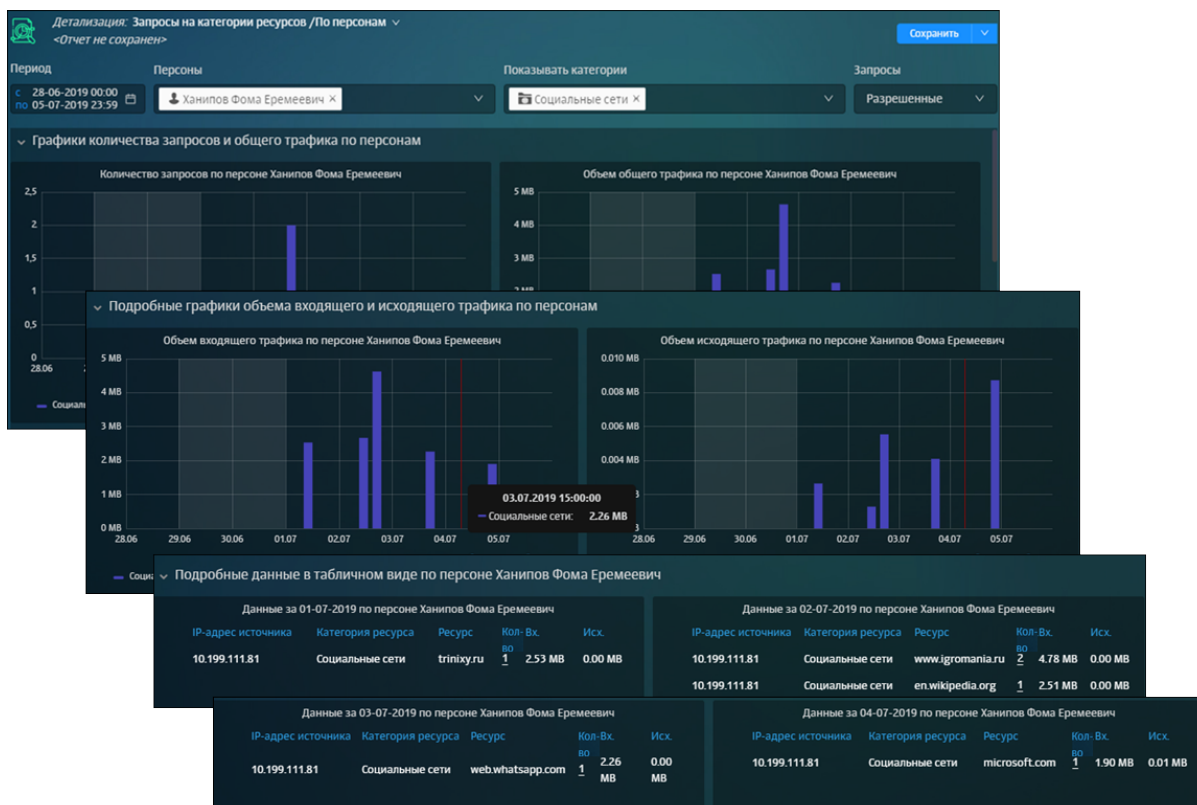 Детализация: Запросы на категории ресурсов /По персонам
<Отчет не сохранен>
Сохранить
Период
Персоны
Показывать категории
Запросы
с 28-06-2019 00:00
по 05-07-2019 23:59
Ханипов Фома Еремеевич ×
Социальные сети ×
Разрешенные
Графики количества запросов и общего трафика по персонам
Количество запросов по персоне Ханипов Фома Еремеевич
2,5
2
1,5
1
0,5
0
28.06
Социал
Объем общего трафика по персоне Ханипов Фома Еремеевич
5 MB
4 MB
3 MB
Подробные графики объема входящего и исходящего трафика по персонам
Объем входящего трафика по персоне Ханипов Фома Еремеевич
5 MB
4 MB
3 MB
2 MB
1 MB
0 MB
28.06 29.06 30.06 01.07 02.07 03.07 04.07 05.07
Социа
03.07.2019 15:00:00
Социальные сети: 2.26 MB
Объем исходящего трафика по персоне Ханипов Фома Еремеевич
0.010 MB
0.008 MB
0.006 MB
0.004 MB
28.06 29.06 30.06 01.07 02.07 03.07 04.07 05.07
Подробные данные в табличном виде по персоне Ханипов Фома Еремеевич
Данные за 01-07-2019 по персоне Ханипов Фома Еремеевич
IP-адрес источника Категория ресурса Ресурс Кол-во Вх. Исх.
10.199.111.81 Социальные сети trinixy.ru 1 2.53 MB 0.00 MB
Данные за 02-07-2019 по персоне Ханипов Фома Еремеевич
IP-адрес источника Категория ресурса Ресурс Кол-во Вх. Исх.
10.199.111.81 Социальные сети www.igromania.ru 2 4.78 MB 0.00 MB
10.199.111.81 Социальные сети en.wikipedia.org 1 2.51 MB 0.00 MB
Данные за 03-07-2019 по персоне Ханипов Фома Еремеевич
IP-адрес источника Категория ресурса Ресурс Кол-во Вх. Исх.
10.199.111.81 Социальные сети web.whatsapp.com 1 2.26 MB 0.00 MB
Данные за 04-07-2019 по персоне Ханипов Фома Еремеевич
IP-адрес источника Категория ресурса Ресурс Кол-во Вх. Исх.
10.199.111.81 Социальные сети microsoft.com 1 1.90 MB 0.01 MB